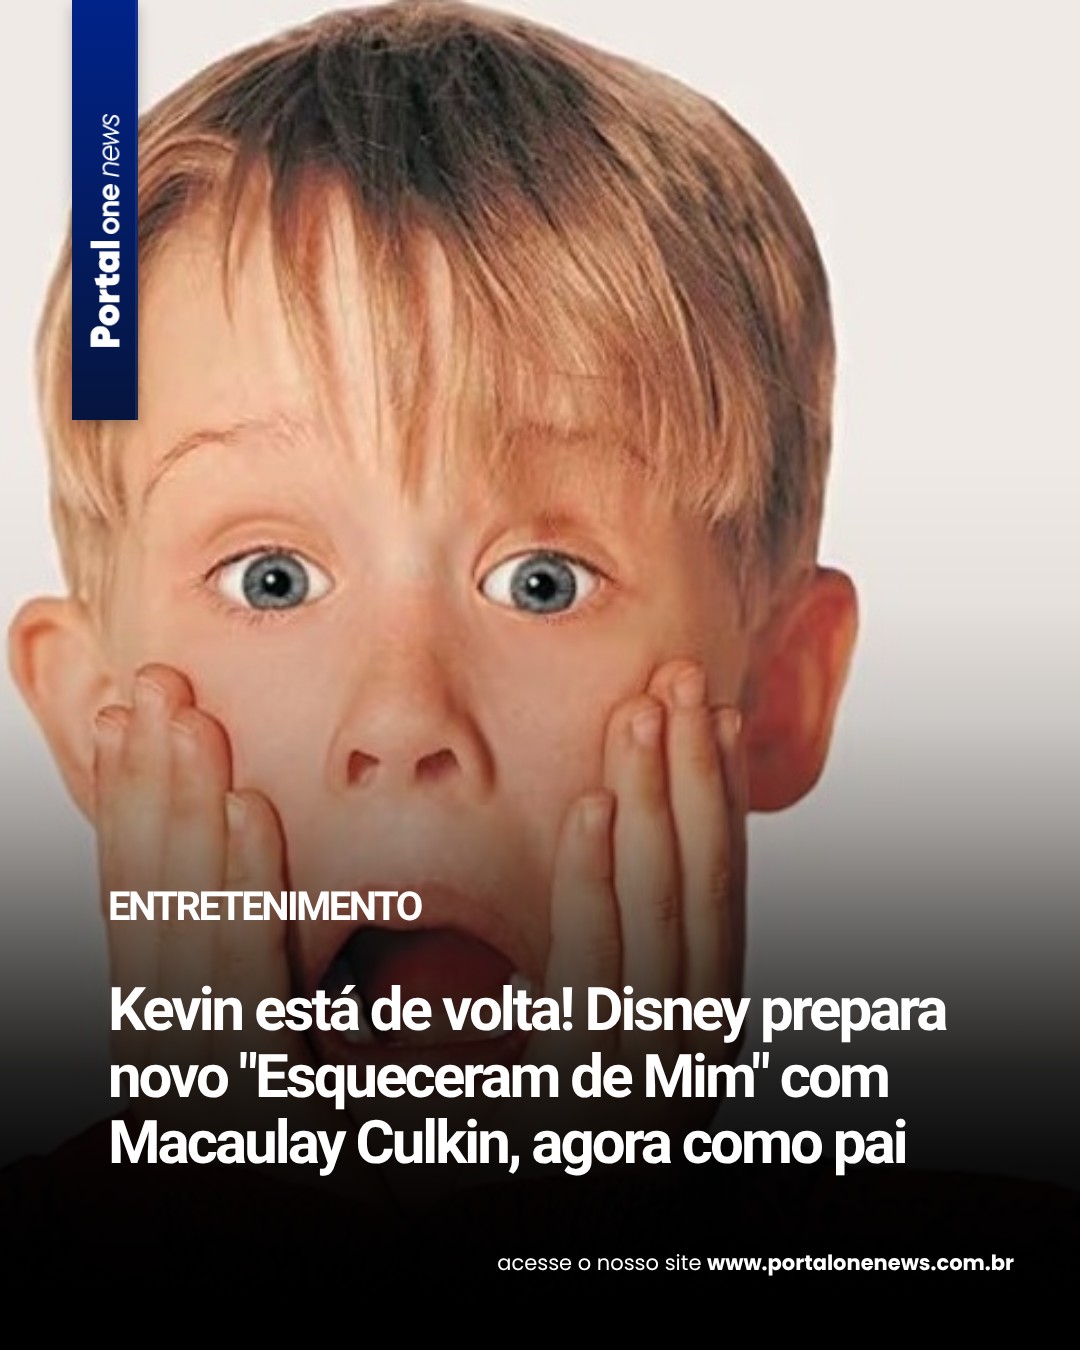 Portal one news
ENTRETENIMENTO
Kevin está de volta! Disney prepara
novo "Esqueceram de Mim" com
Macaulay Culkin, agora como pai
acesse o nosso site www.portalonenews.com.br